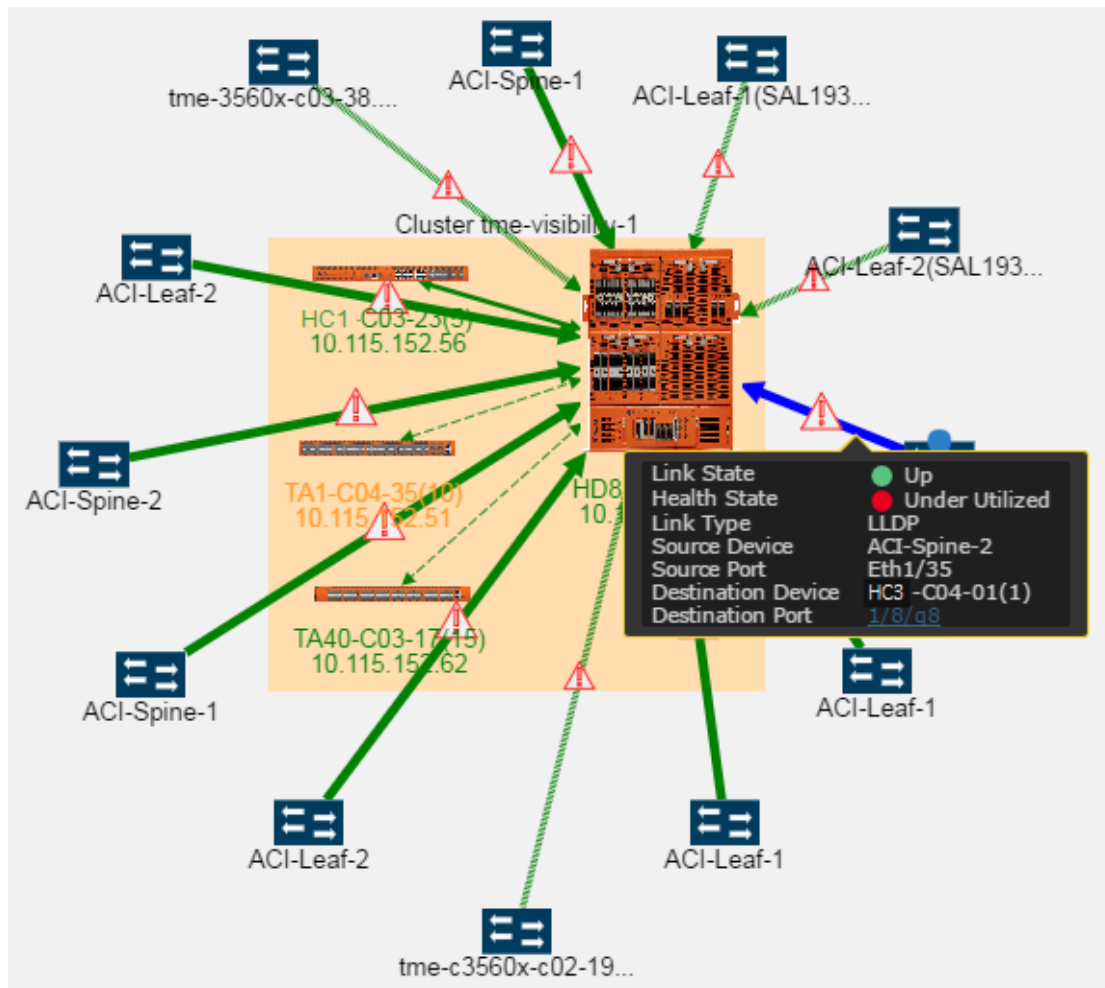 ACI-Spine-1
tme-3560x-c03-38....
ACI-Leaf-1(SAL193...
Cluster tme-visibility-1
ACI-Leaf-2(SAL193...
ACI-Leaf-2
HC1 -C03-23(5)
10.115.152.56
ACI-Spine-2
TA1-C04-35(10)
10.115.152.51
HD8
10.
Link State Up
Health State Under Utilized
Link Type LLDP
Source Device ACI-Spine-2
Source Port Eth1/35
Destination Device HC3 -C04-01(1)
Destination Port 1/8/q8
TA40-C03-17(15)
10.115.152.62
ACI-Spine-1
ACI-Leaf-1
ACI-Leaf-2
ACI-Leaf-1
tme-c3560x-c02-19...